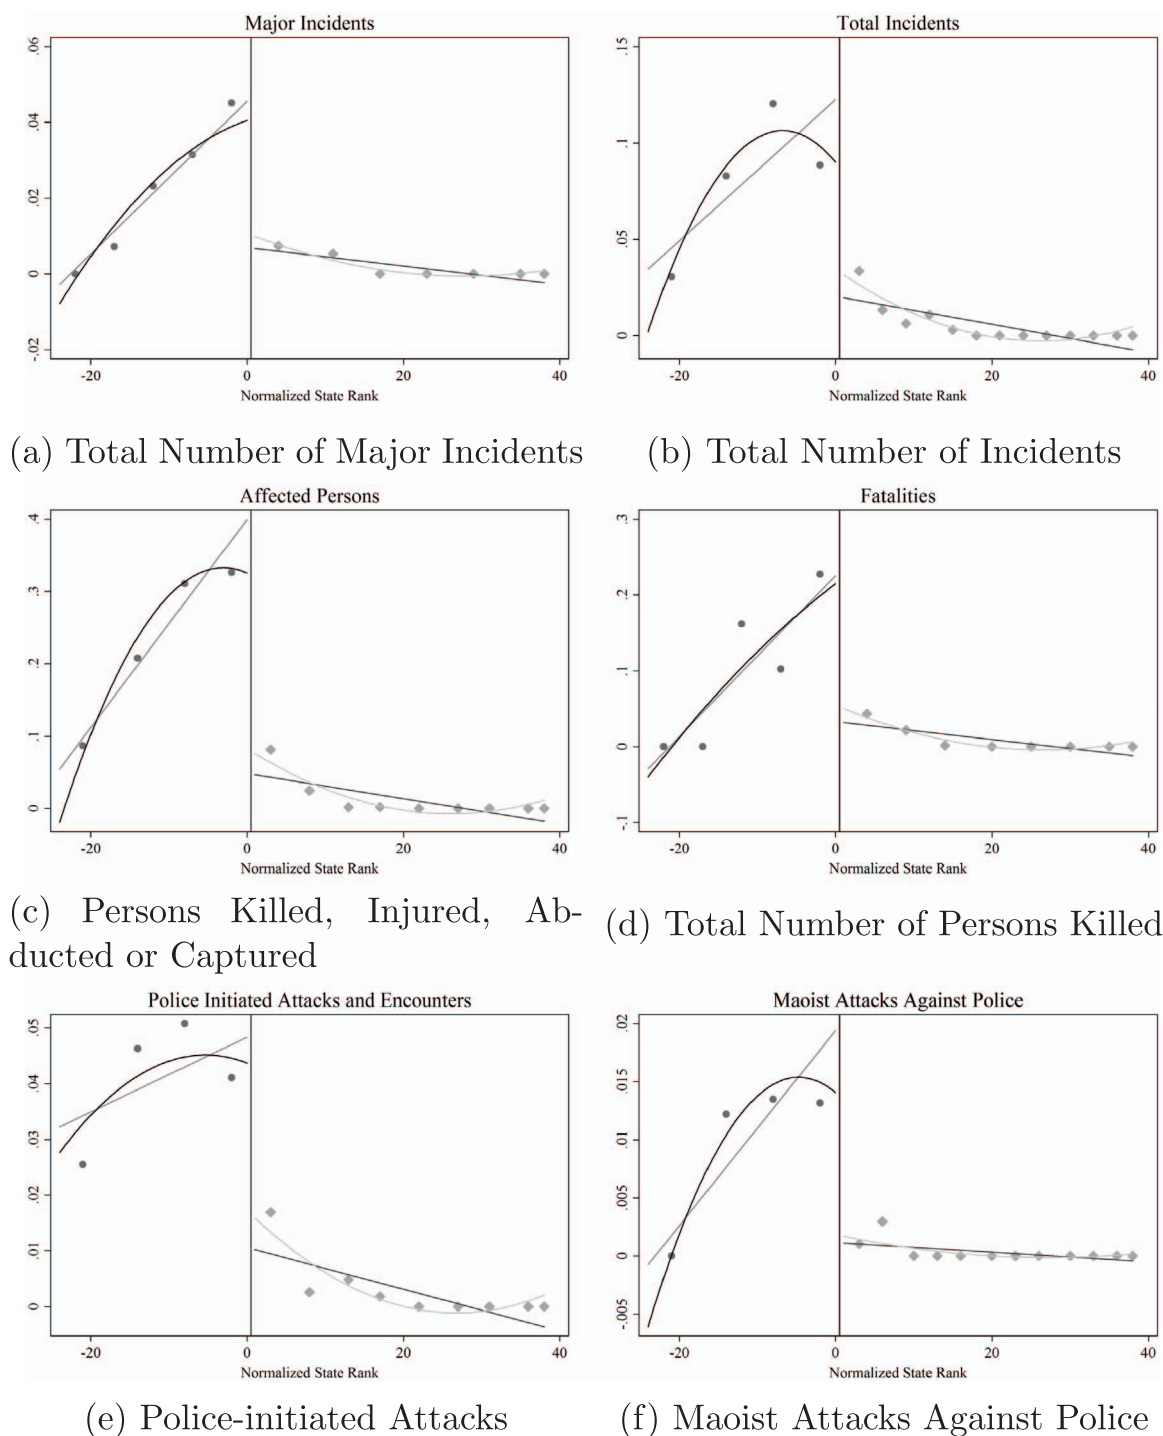 Major Incidents
.06
.04
.02
0
-.02
-20 0 20 40
Normalized State Rank
(a) Total Number of Major Incidents
Total Incidents
.15
.1
.05
0
-20 0 20 40
Normalized State Rank
(b) Total Number of Incidents
Affected Persons
.4
.3
.2
.1
0
-20 0 20 40
Normalized State Rank
(c) Persons Killed, Injured, Ab-
ducted or Captured
Fatalities
.3
.2
.1
0
-.1
-20 0 20 40
Normalized State Rank
(d) Total Number of Persons Killed
Police Initiated Attacks and Encounters
.05
.04
.03
.02
.01
0
-20 0 20 40
Normalized State Rank
(e) Police-initiated Attacks
Maoist Attacks Against Police
.02
.015
.01
.005
0
-.005
-20 0 20 40
Normalized State Rank
(f) Maoist Attacks Against Police